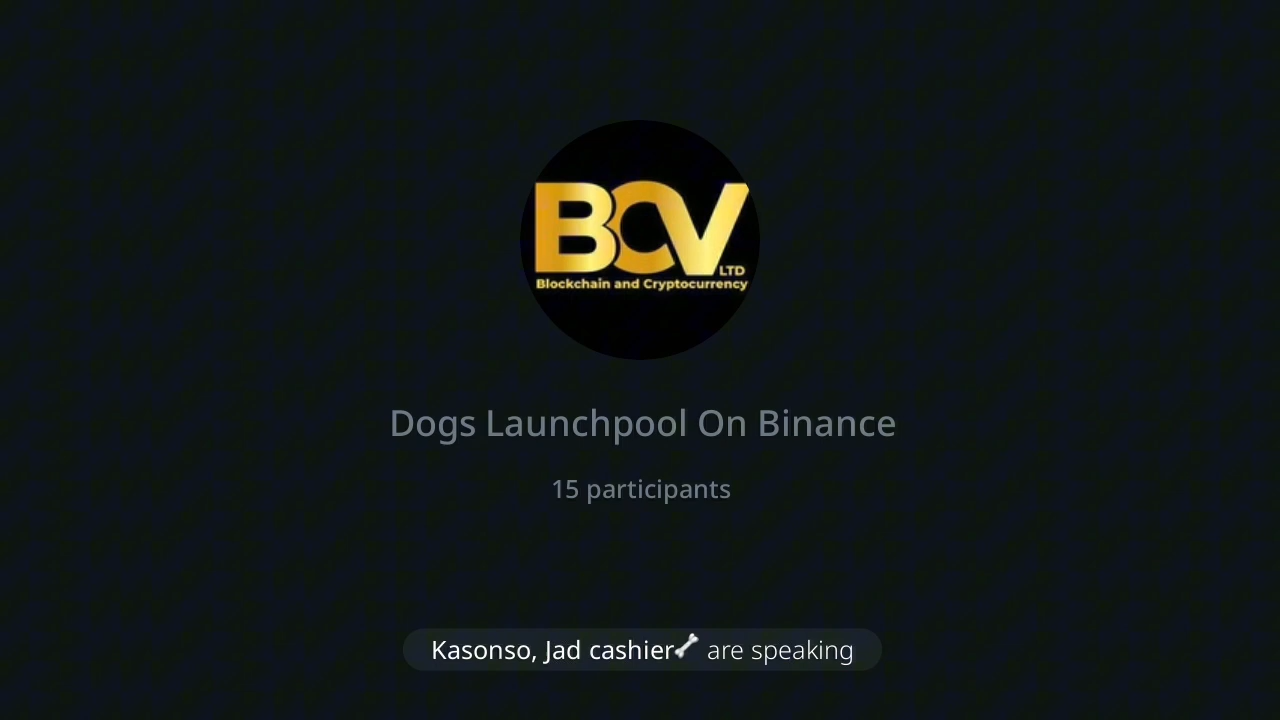 BCV
LTD
Blockchain and Cryptocurrency
Dogs Launchpool On Binance
15 participants
Kasonso, Jad cashier🦴 are speaking